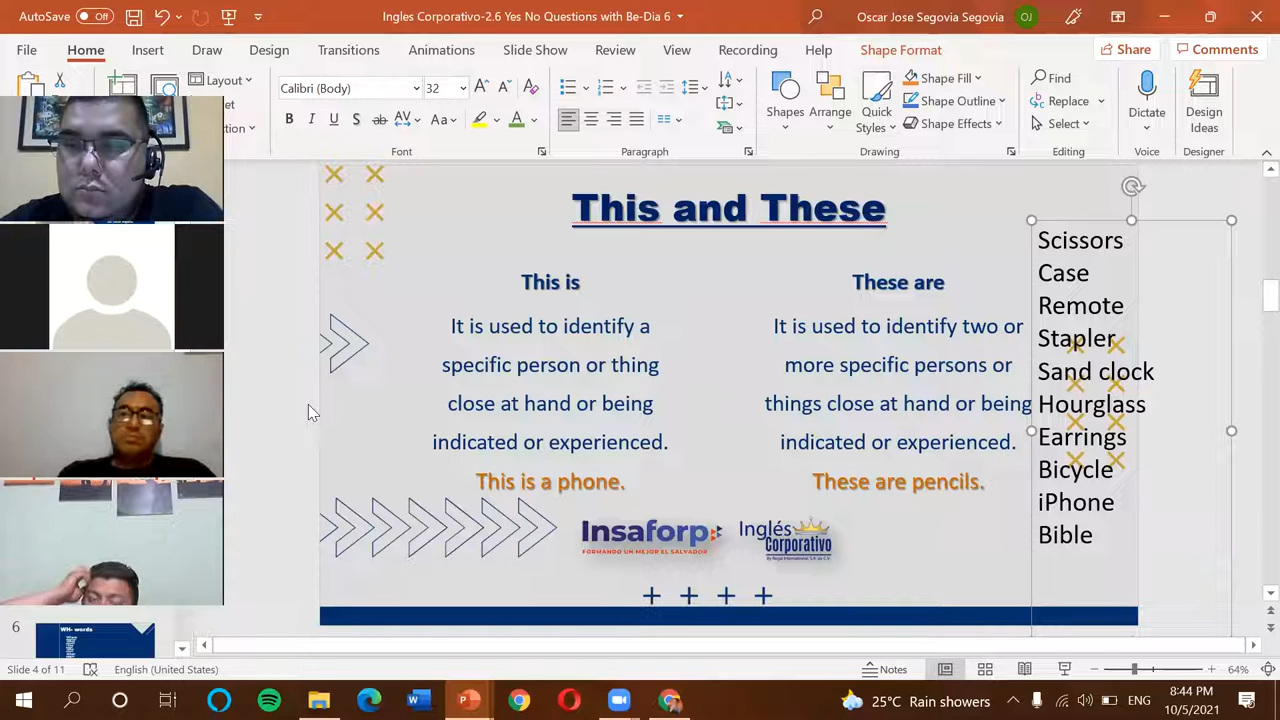 AutoSave Off Ingles Corporativo-2.6 Yes No Questions with Be-Dia 6 Oscar Jose Segovia Segovia OJ
File Home Insert Draw Design Transitions Animations Slide Show Review View Recording Help Shape Format Share Comments
Layout Calibri (Body) 32 Shapes Arrange Quick Styles Shape Fill Find Dictate Design Ideas
Shape Outline Replace
Shape Effects Select
Font Paragraph Drawing Editing Voice Designer
This and These
This is
It is used to identify a
specific person or thing
close at hand or being
indicated or experienced.
This is a phone.
These are
It is used to identify two or
more specific persons or
things close at hand or being
indicated or experienced.
These are pencils.
Scissors
Case
Remote
Stapler
Sand clock
Hourglass
Earrings
Bicycle
iPhone
Bible
Insaforp
FORMANDO UN MEJOR EL SALVADOR
Inglés
Corporativo
6
WH- words
Slide 4 of 11 English (United States) Notes 64%
25°C Rain showers ENG 8:44 PM
10/5/2021